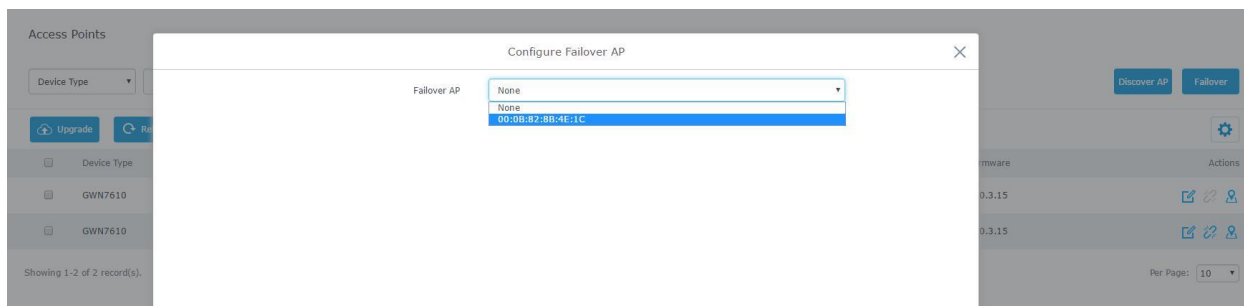 Access Points
Configure Failover AP
Device Type
Failover AP
None
Discover AP
Failover
None
00:0B:82:8B:4E:1C
Upgrade
Device Type
Actions
GWN7610
0.3.15
GWN7610
0.3.15
Showing 1-2 of 2 record(s).
Per Page: 10